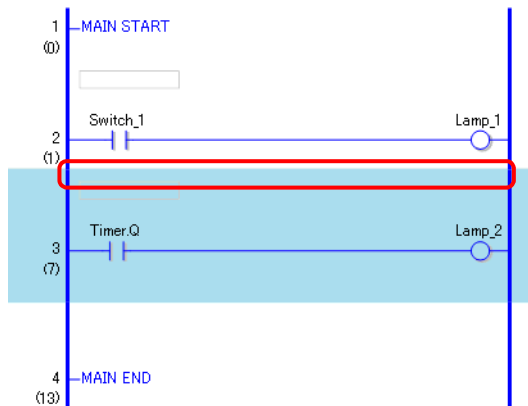 1 MAIN START
(0)
Switch_1 Lamp_1
2
(1)
Timer.Q Lamp_2
3
(7)
4 MAIN END
(13)